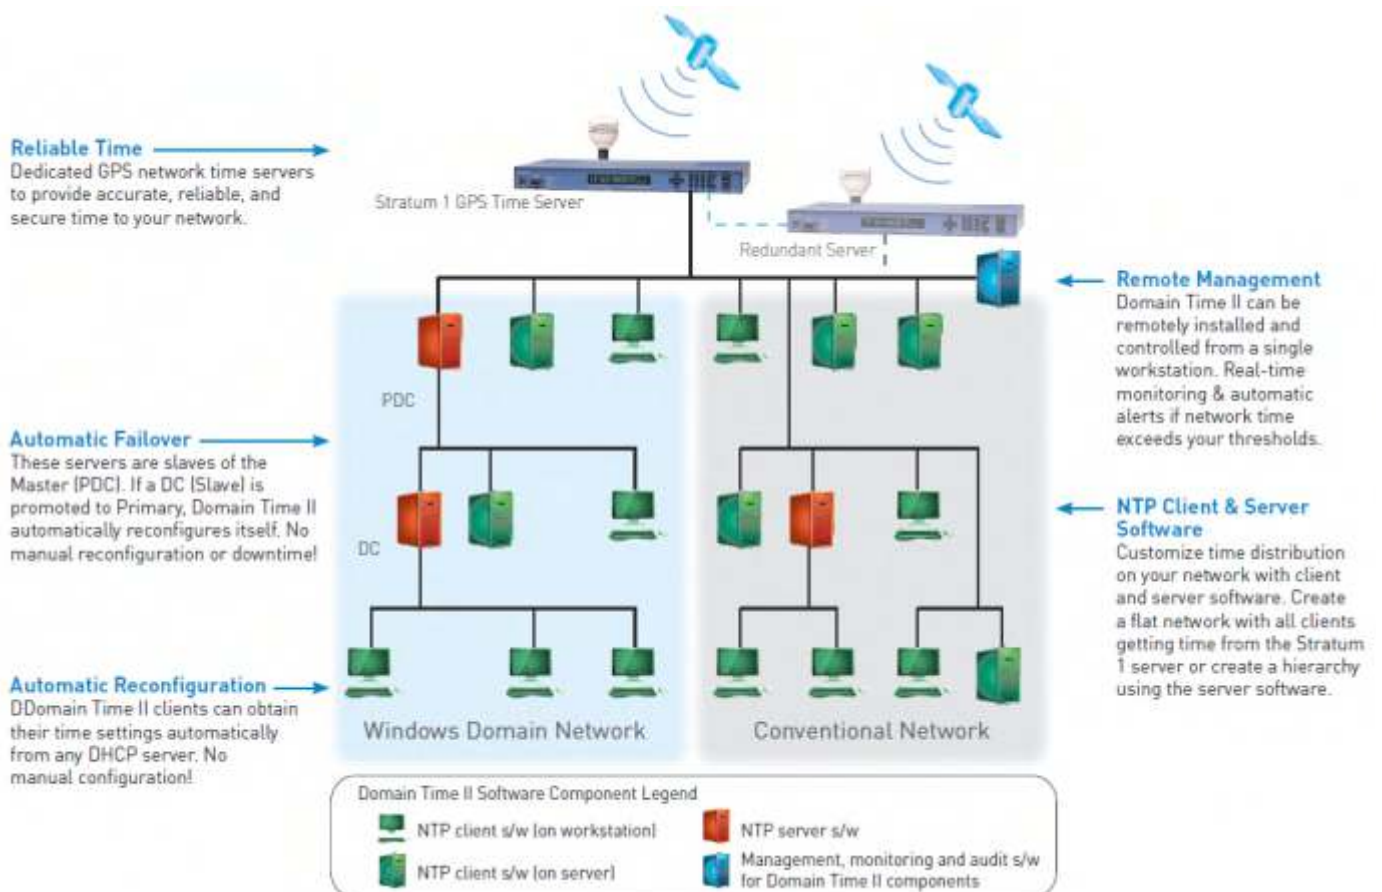 Reliable Time
Dedicated GPS network time servers
to provide accurate, reliable, and
secure time to your network.
Stratum 1 GPS Time Server
Redundant Server
Remote Management
Domain Time II can be
remotely installed and
controlled from a single
workstation. Real-time
monitoring & automatic
alerts if network time
exceeds your thresholds.
PDC
Automatic Failover
These servers are slaves of the
Master (PDC). If a DC (Slave) is
promoted to Primary, Domain Time II
automatically reconfigures itself. No
manual reconfiguration or downtime!
DC
NTP Client & Server
Software
Customize time distribution
on your network with client
and server software. Create
a flat network with all clients
getting time from the Stratum
1 server or create a hierarchy
using the server software.
Automatic Reconfiguration
DDomain Time II clients can obtain
their time settings automatically
from any DHCP server. No
manual configuration!
Windows Domain Network
Conventional Network
Domain Time II Software Component Legend
NTP client s/w (on workstation)
NTP server s/w
NTP client s/w (on server)
Management, monitoring and audit s/w
for Domain Time II components